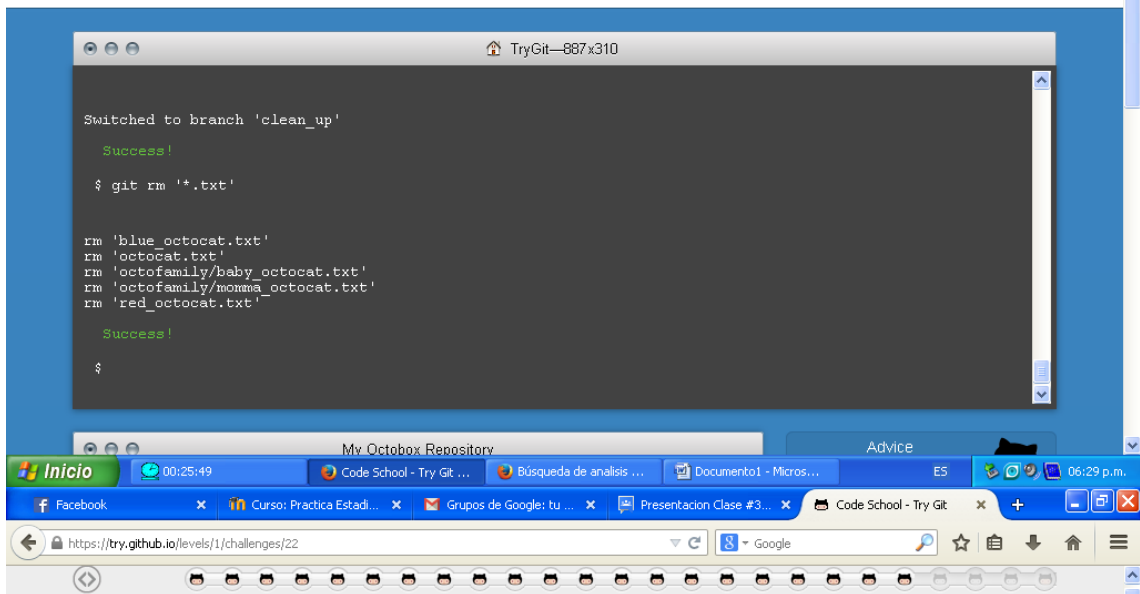 TryGit—887x310
Switched to branch 'clean_up'
Success!
$ git rm '*.txt'
rm 'blue_octocat.txt'
rm 'octocat.txt'
rm 'octofamily/baby_octocat.txt'
rm 'octofamily/momma_octocat.txt'
rm 'red_octocat.txt'
Success!
$
My Octobox Repository
Advice
Inicio 00:25:49 Code School - Try Git ... Búsqueda de analisis ... Documento1 - Micros... ES 06:29 p.m.
Facebook Curso: Practica Estadi... Grupos de Google: tu ... Presentacion Clase #3... Code School - Try Git
https://try.github.io/levels/1/challenges/22 Google